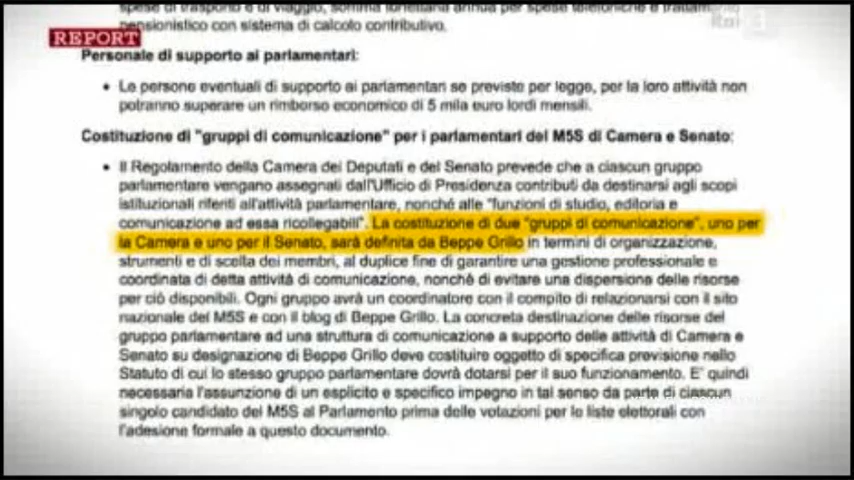 spese di trasporto e di viaggio, somma forfettaria annua per spese telefoniche e trattam
pensionistico con sistema di calcolo contributivo.
REPORT
Rai 3
Personale di supporto ai parlamentari:
• Le persone eventuali di supporto ai parlamentari se previste per legge, per la loro attività non
potranno superare un rimborso economico di 5 mila euro lordi mensili.
Costituzione di "gruppi di comunicazione" per i parlamentari del M5S di Camera e Senato:
• Il Regolamento della Camera dei Deputati e del Senato prevede che a ciascun gruppo
parlamentare vengano assegnati dall'Ufficio di Presidenza contributi da destinarsi agli scopi
istituzionali riferiti all'attività parlamentare, nonché alle "funzioni di studio, editoria e
comunicazione ad essa ricollegabili". La costituzione di due "gruppi di comunicazione", uno per
la Camera e uno per il Senato, sarà definita da Beppe Grillo in termini di organizzazione,
strumenti e di scelta dei membri, al duplice fine di garantire una gestione professionale e
coordinata di detta attività di comunicazione, nonchè di evitare una dispersione delle risorse
per ciò disponibili. Ogni gruppo avrà un coordinatore con il compito di relazionarsi con il sito
nazionale del M5S e con il blog di Beppe Grillo. La concreta destinazione delle risorse del
gruppo parlamentare ad una struttura di comunicazione a supporto delle attività di Camera e
Senato su designazione di Beppe Grillo deve costituire oggetto di specifica previsione nello
Statuto di cui lo stesso gruppo parlamentare dovrà dotarsi per il suo funzionamento. E' quindi
necessaria l'assunzione di un esplicito e specifico impegno in tal senso da parte di ciascun
singolo candidato del M5S al Parlamento prima delle votazioni per le liste elettorali con
l'adesione formale a questo documento.